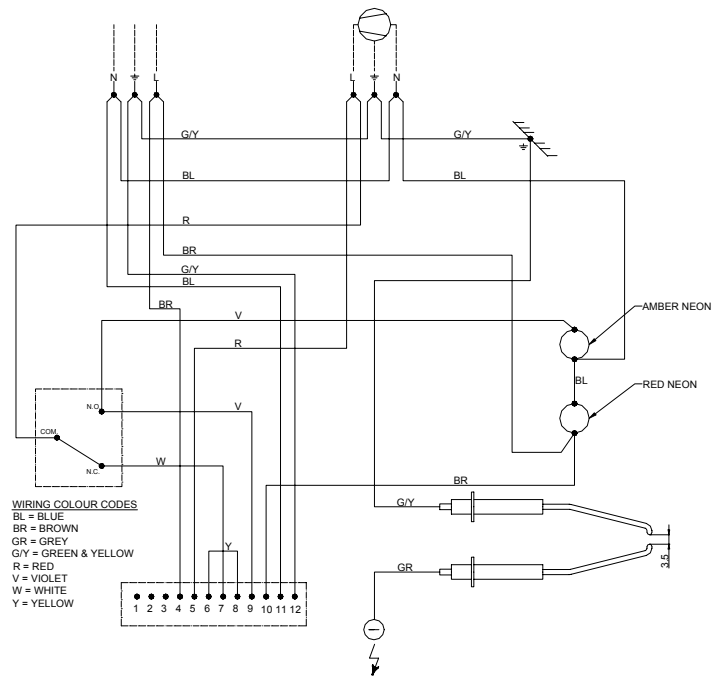 N L L N
G/Y G/Y
BL BL
R
BR
G/Y
BL
BR
V
AMBER NEON
R
BL
RED NEON
N.O
V
COM
W
N.C.
BR
G/Y
WIRING COLOUR CODES
BL = BLUE
BR = BROWN
GR = GREY
G/Y = GREEN & YELLOW
R = RED
V = VIOLET
W = WHITE
Y = YELLOW
Y
3.5
GR
1 2 3 4 5 6 7 8 9 10 11 12